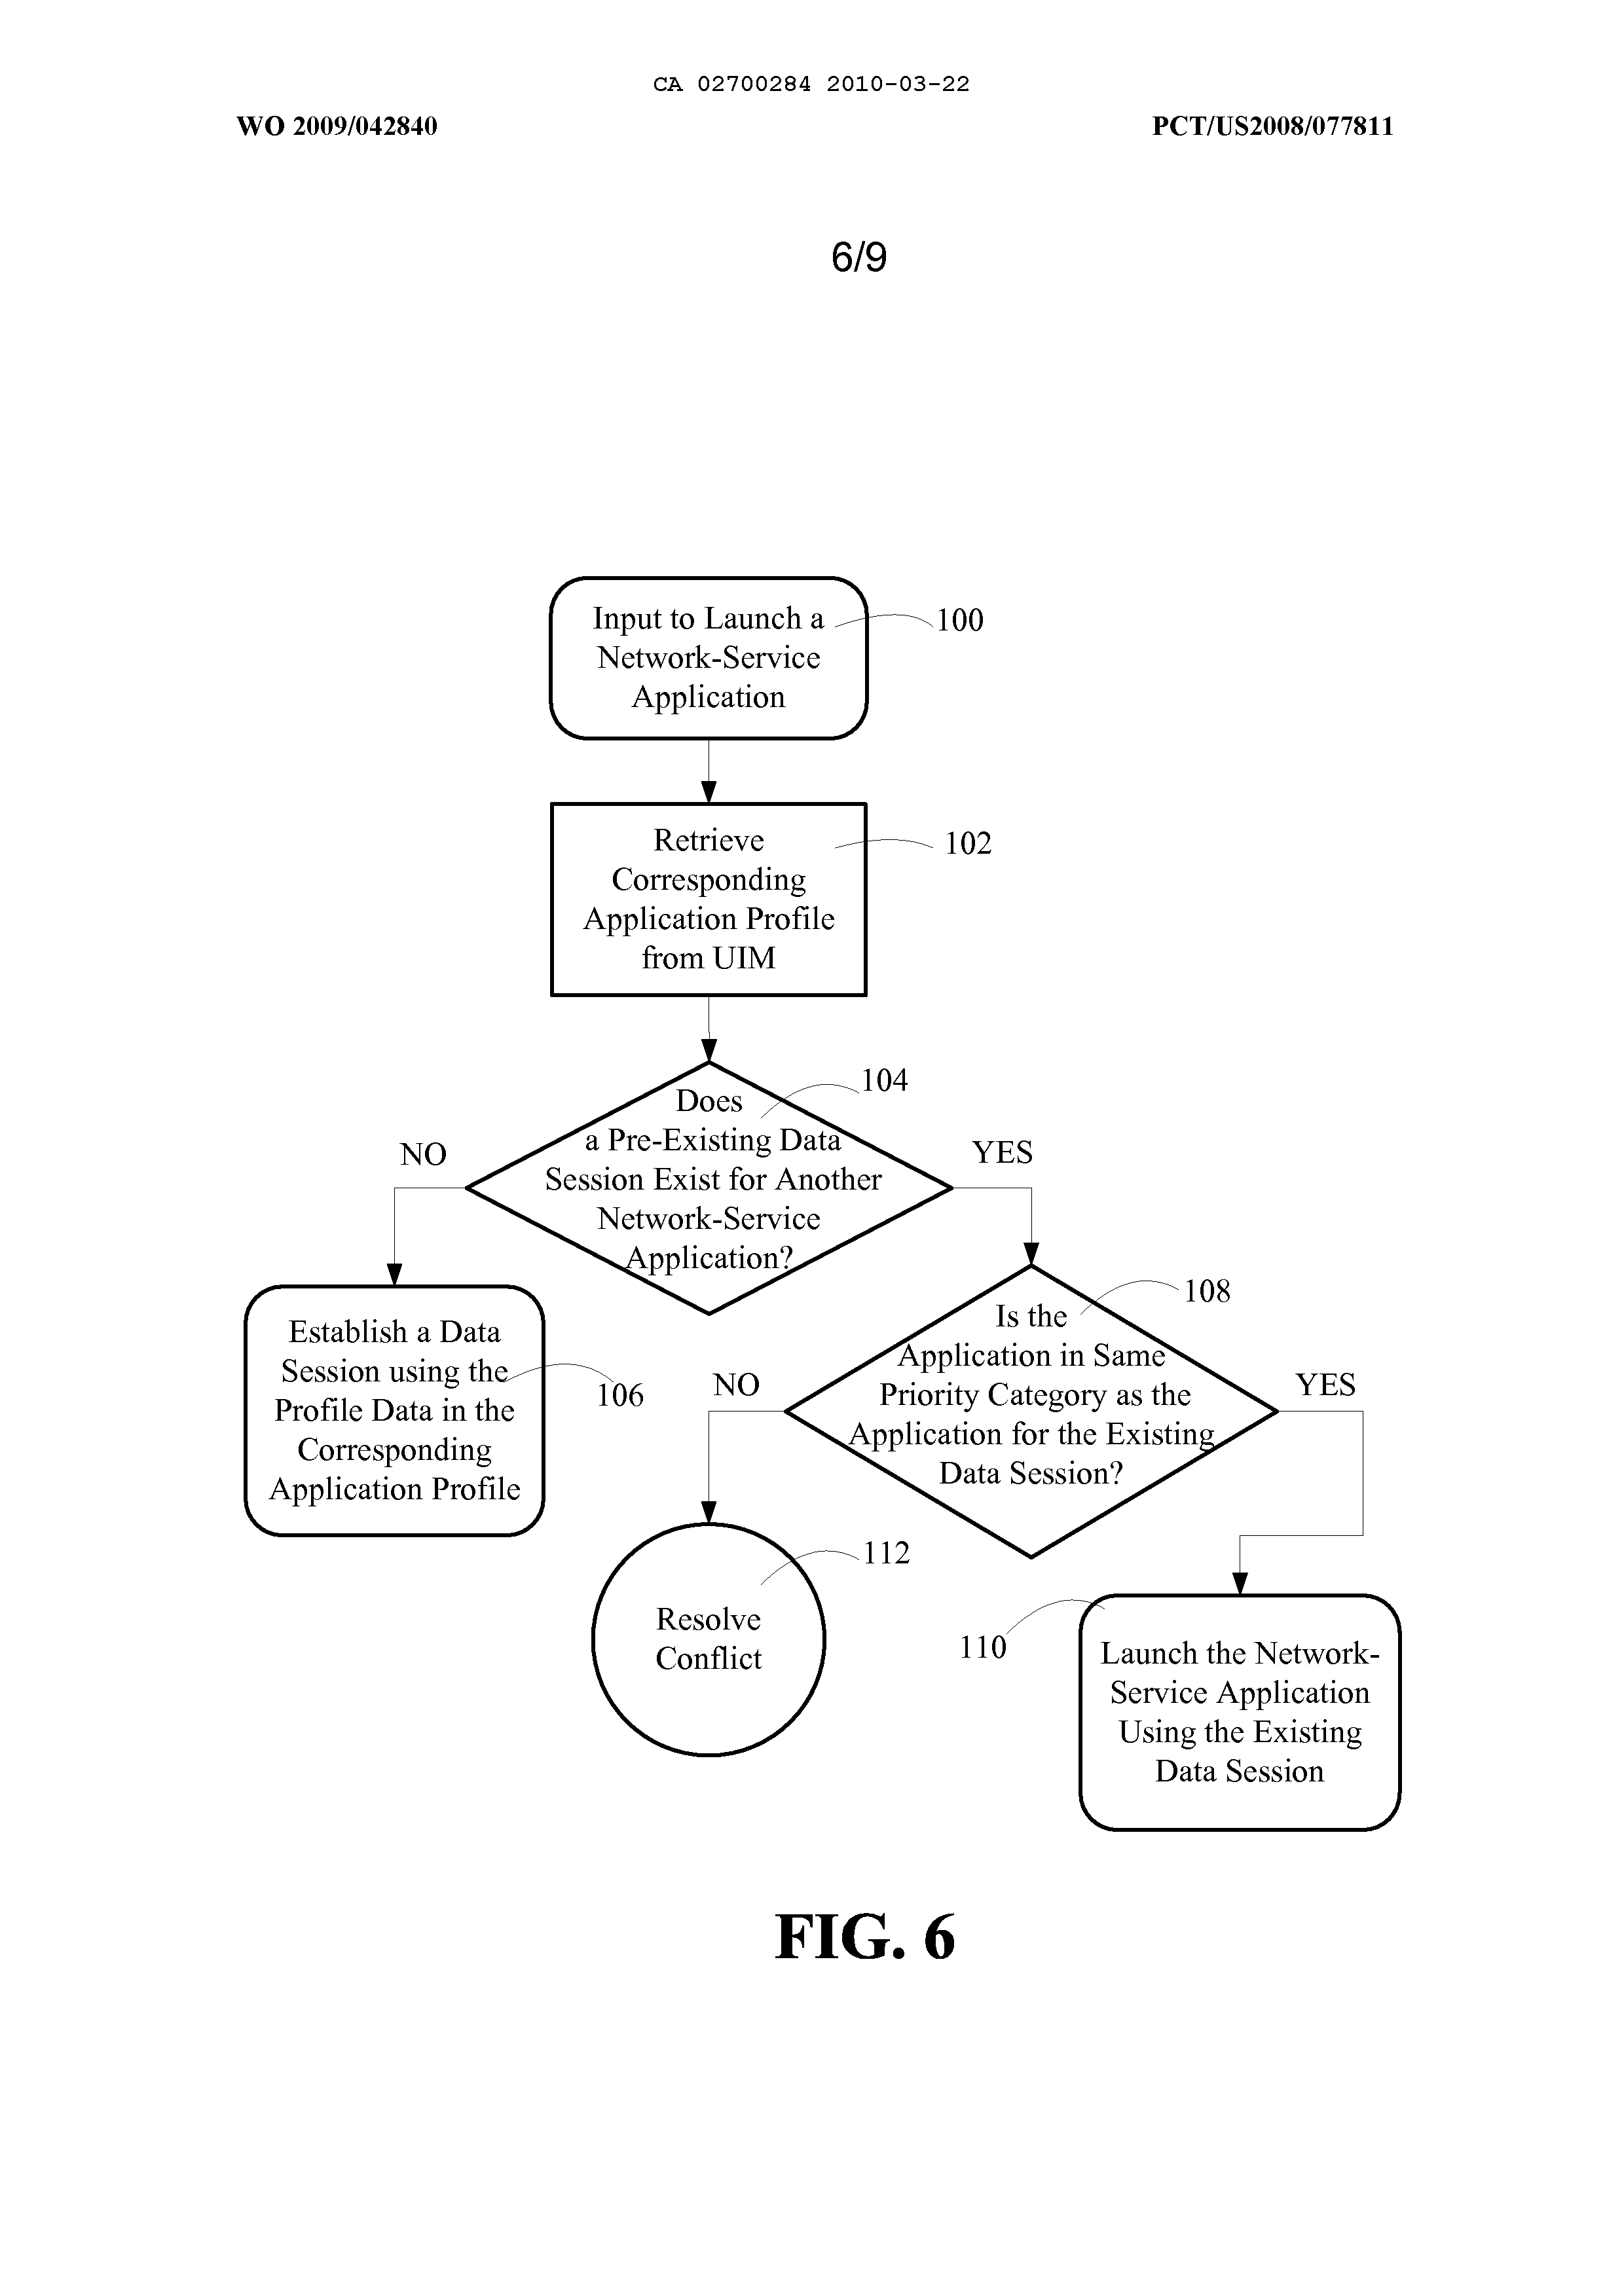 CA 02700284 2010-03-22
WO 2009/042840
PCT/US2008/077811
6/9
Input to Launch a
Network-Service
Application
100
Retrieve
Corresponding
Application Profile
from UIM
102
Does
a Pre-Existing Data
Session Exist for Another
Network-Service
Application?
104
NO
YES
Establish a Data
Session using the
Profile Data in the
Corresponding
Application Profile
106
Is the
Application in Same
Priority Category as the
Application for the Existing
Data Session?
108
NO
YES
Resolve
Conflict
112
110
Launch the Network-
Service Application
Using the Existing
Data Session
FIG. 6